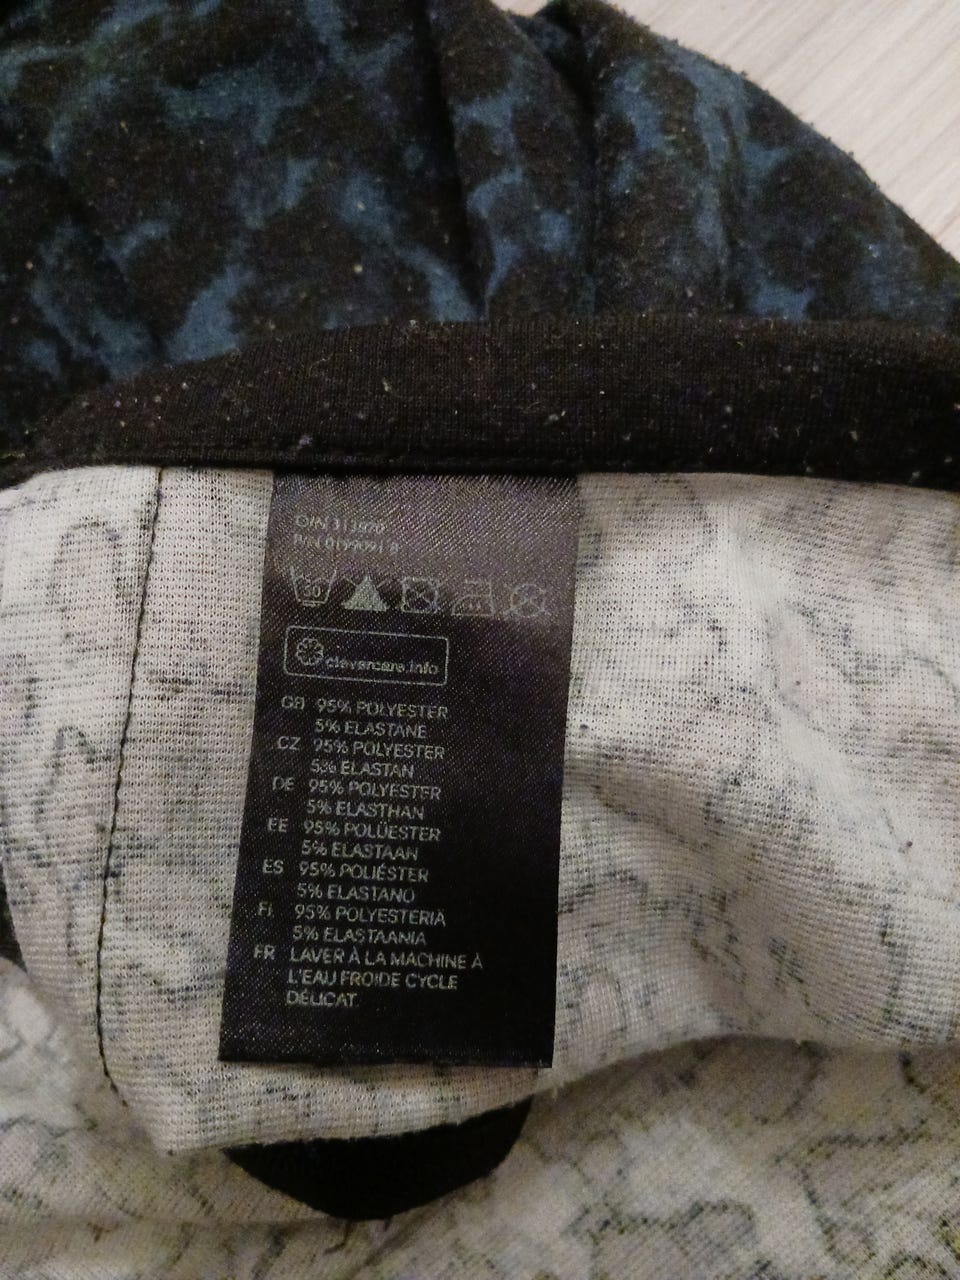 30
clevercare.info
GB 95% POLYESTER
5% ELASTANE
CZ 95% POLYESTER
5% ELASTAN
DE 95% POLYESTER
5% ELASTHAN
EE 95% POLÜESTER
5% ELASTAAN
ES 95% POLIÉSTER
5% ELASTANO
FI 95% POLYESTERIA
5% ELASTAANIA
FR LAVER À LA MACHINE À
L'EAU FROIDE CYCLE
DÉLICAT